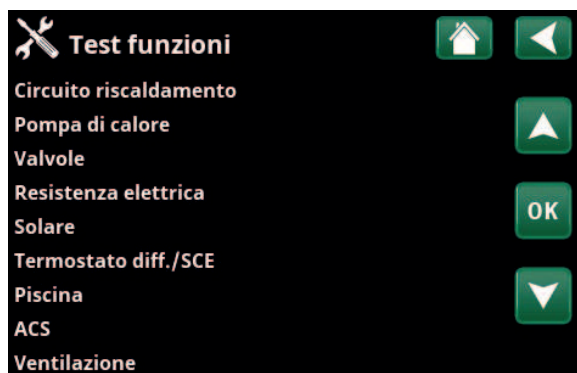 Test funzioni
Circuito riscaldamento
Pompa di calore
Valvole
Resistenza elettrica
OK
Solare
Termostato diff./SCE
Piscina
ACS
Ventilazione